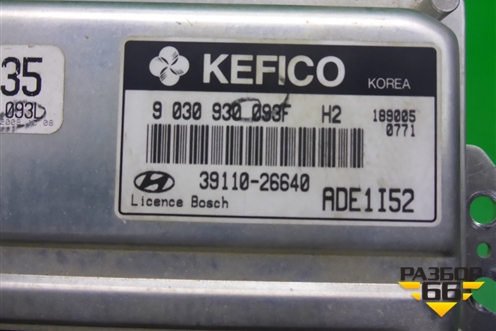 35
093L
KEFICO
KOREA
9 030 930 093F H2
189005
0771
39110-26640
Licence Bosch
ADE1I52
РАЗБОР
66